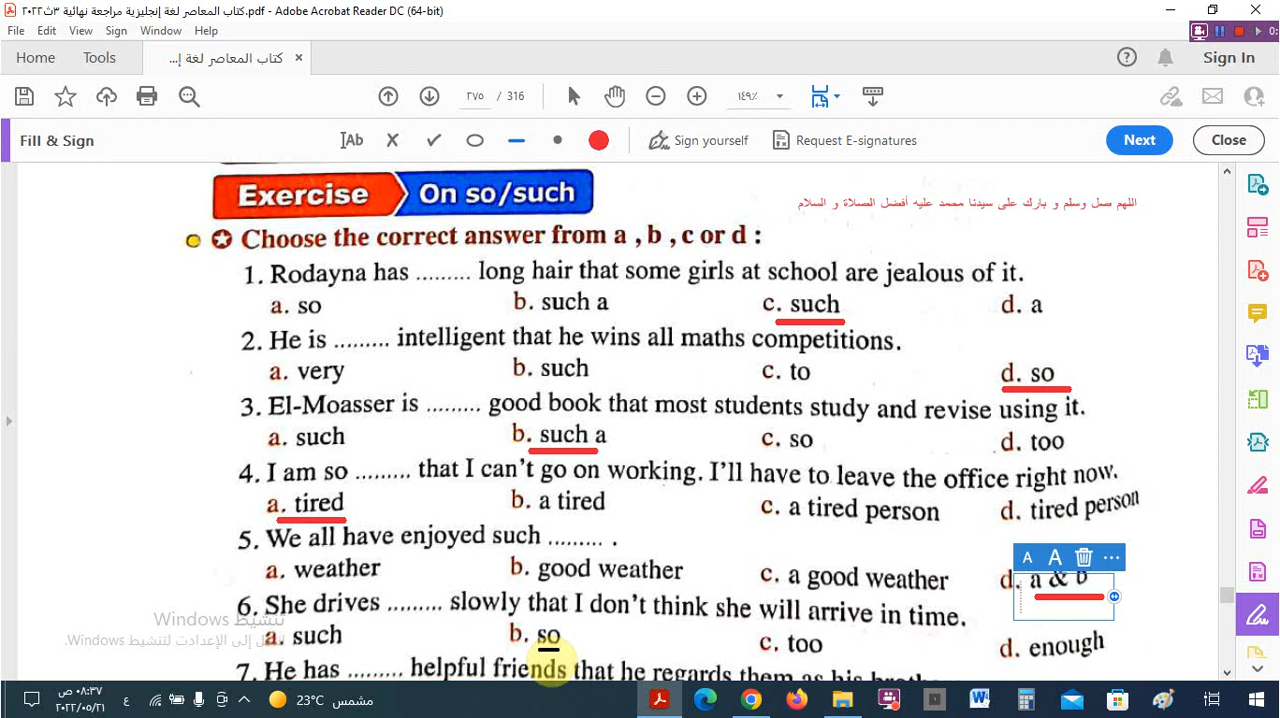 كتاب المعاصر لغة إنجليزية مراجعة نهائية ٣ث٢٠٢٢.pdf - Adobe Acrobat Reader DC (64-bit)
File Edit View Sign Window Help
Home Tools كتاب المعاصر لغة إ... × Sign In
٢٧٥ / 316 ١٤٩٪
Fill & Sign Ab Sign yourself Request E-signatures Next Close
Exercise On so/such
اللهم صل وسلم و بارك على سيدنا محمد عليه أفضل الصلاة و السلام
Choose the correct answer from a , b , c or d :
1. Rodayna has ......... long hair that some girls at school are jealous of it.
a. so b. such a c. such d. a
2. He is ......... intelligent that he wins all maths competitions.
a. very b. such c. to d. so
3. El-Moasser is ......... good book that most students study and revise using it.
a. such b. such a c. so d. too
4. I am so ......... that I can't go on working. I'll have to leave the office right now.
a. tired b. a tired c. a tired person d. tired person
5. We all have enjoyed such ......... .
A A ...
a. weather b. good weather c. a good weather d. a & b
6. She drives ......... slowly that I don't think she will arrive in time.
تنشيط Windows
a. such b. so c. too d. enough
انتقل إلى الإعدادات لتنشيط Windows.
7. He has ......... helpful friends that he regards them as his
٠٨:٣٧ ص
٢٠٢٢/٠٥/٢١
ع 23°C مشمس